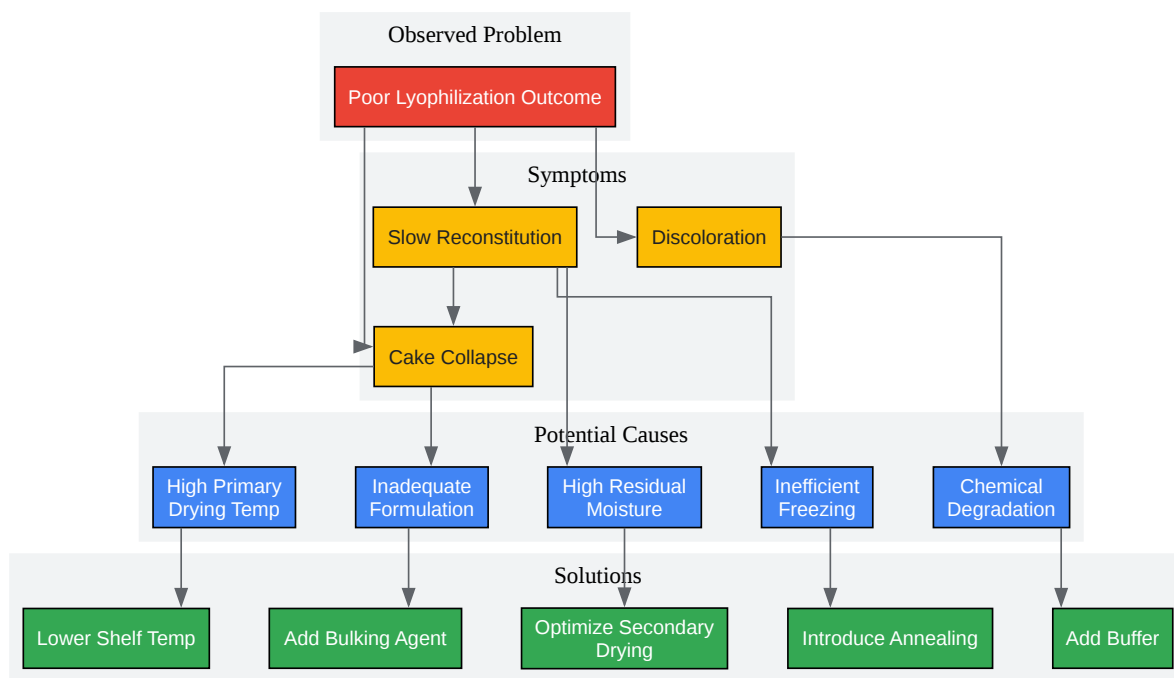 Observed Problem
Poor Lyophilization Outcome
Symptoms
Slow Reconstitution
Discoloration
Cake Collapse
Potential Causes
High Primary
Drying Temp
Inadequate
Formulation
High Residual
Moisture
Inefficient
Freezing
Chemical
Degradation
Solutions
Lower Shelf Temp
Add Bulking Agent
Optimize Secondary
Drying
Introduce Annealing
Add Buffer